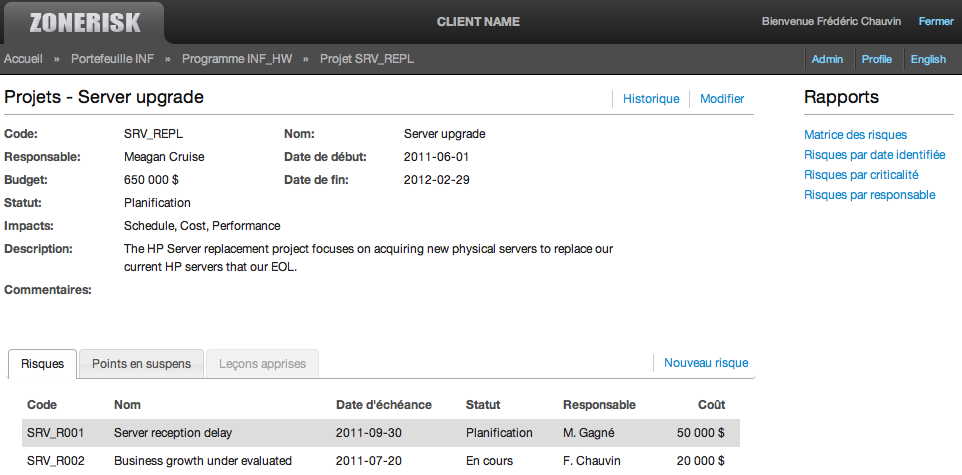 ZONERISK
CLIENT NAME
Bienvenue Frédéric Chauvin Fermer
Accueil » Portefeuille INF » Programme INF_HW » Projet SRV_REPL
Admin Profile English
Projets - Server upgrade
Historique Modifier
Code: SRV_REPL Nom: Server upgrade
Responsable: Meagan Cruise Date de début: 2011-06-01
Budget: 650 000 $ Date de fin: 2012-02-29
Statut: Planification
Impacts: Schedule, Cost, Performance
Description: The HP Server replacement project focuses on acquiring new physical servers to replace our
current HP servers that our EOL.
Commentaires:
Rapports
Matrice des risques
Risques par date identifiée
Risques par criticalité
Risques par responsable
Risques Points en suspens Leçons apprises
Nouveau risque
Code Nom Date d'échéance Statut Responsable Coût
SRV_R001 Server reception delay 2011-09-30 Planification M. Gagné 50 000 $
SRV_R002 Business growth under evaluated 2011-07-20 En cours F. Chauvin 20 000 $